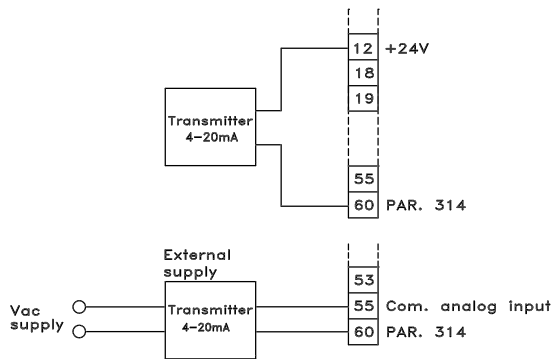 12 +24V
18
19
Transmitter
4-20mA
55
60 PAR. 314
External
supply
53
Vac
supply
Transmitter
4-20mA
55 Com. analog input
60 PAR. 314